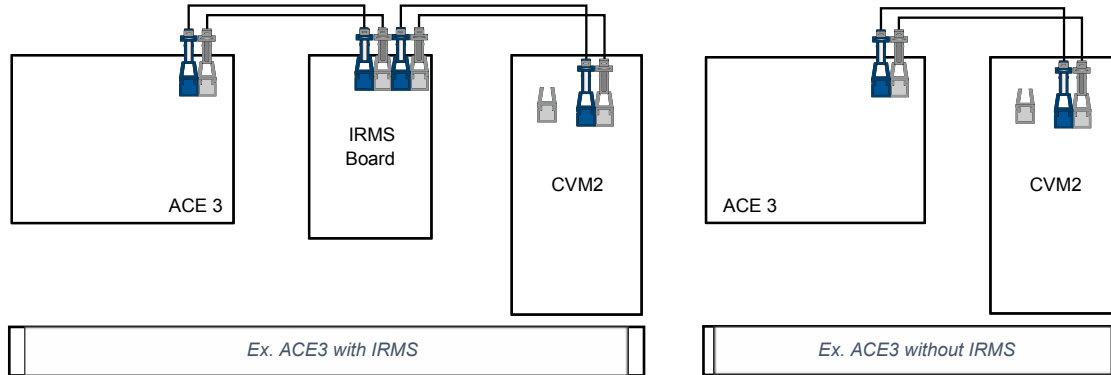 IRMS
Board
CVM2
ACE 3
Ex. ACE3 with IRMS
CVM2
ACE 3
Ex. ACE3 without IRMS